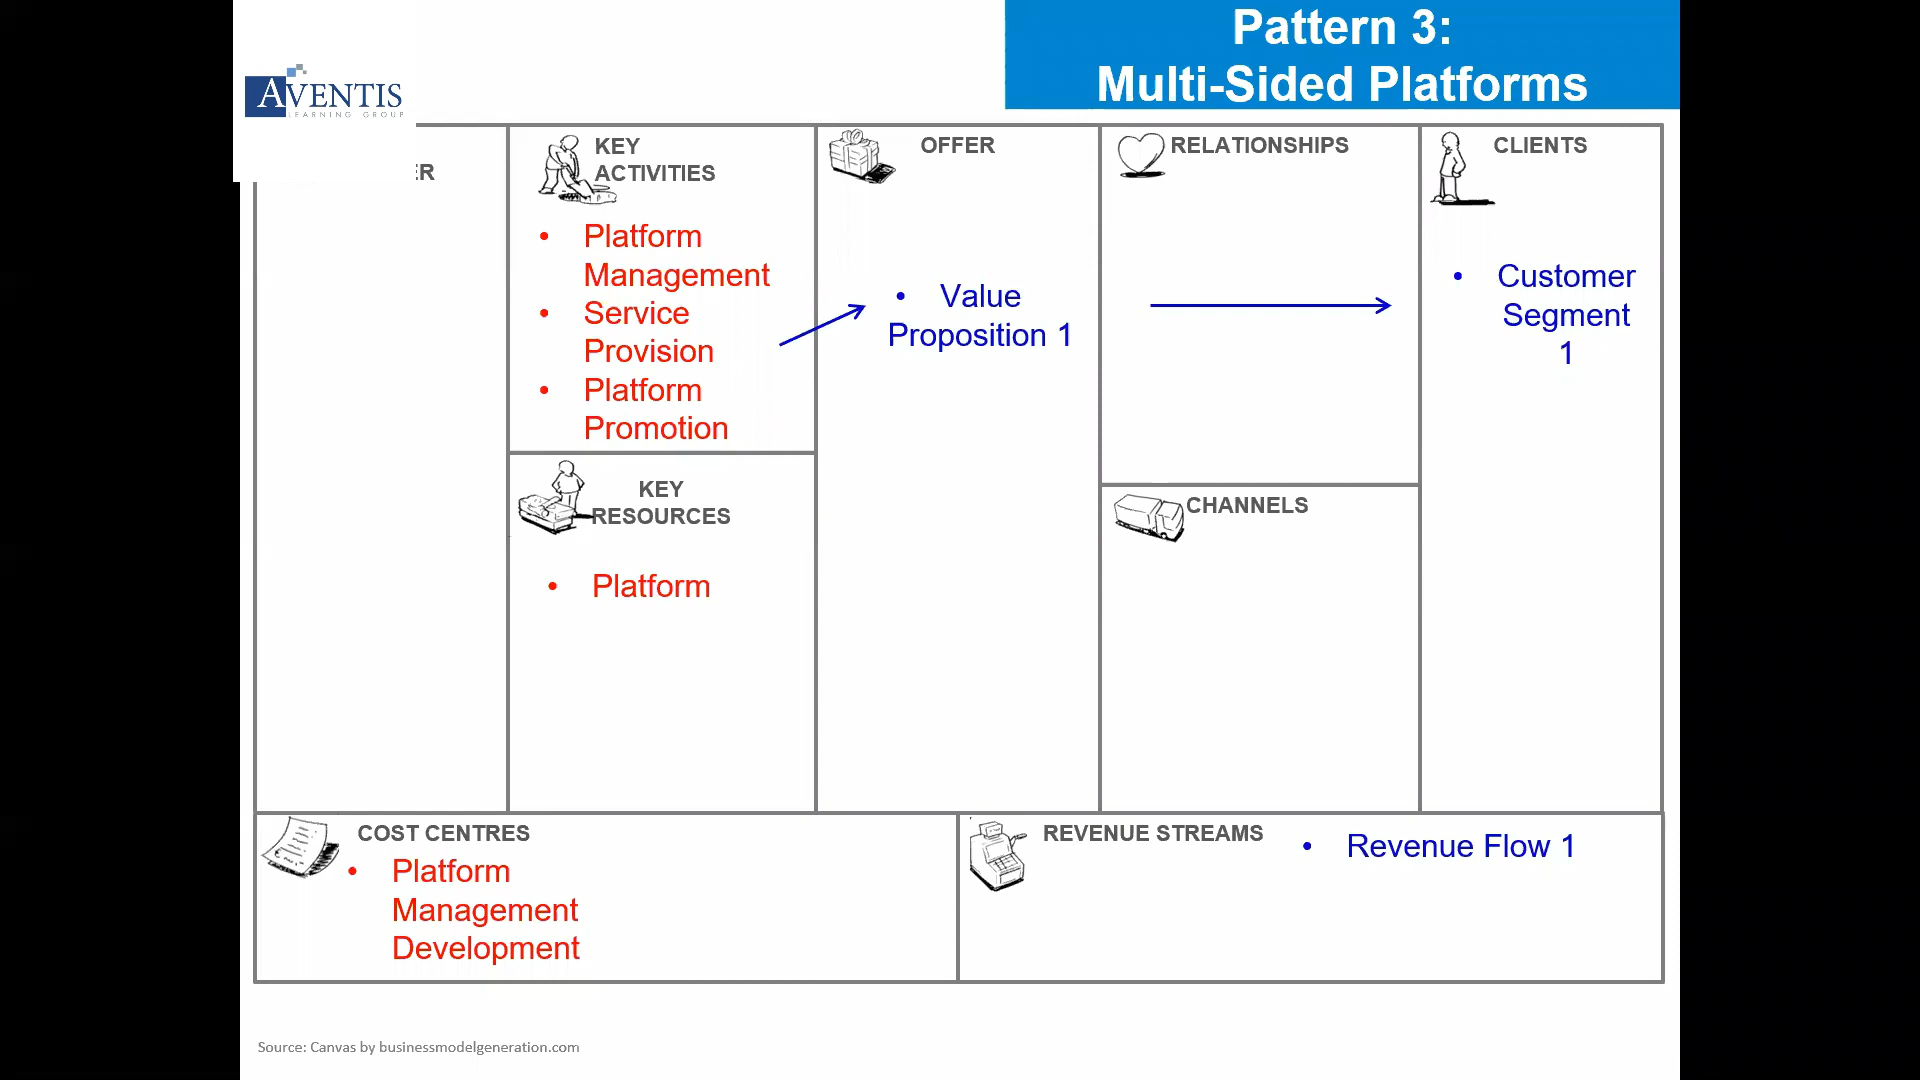 Pattern 3:
Multi-Sided Platforms
AVENTIS
LEARNING GROUP
ER
KEY
ACTIVITIES
• Platform
Management
• Service
Provision
• Platform
Promotion
KEY
RESOURCES
• Platform
OFFER
• Value
Proposition 1
RELATIONSHIPS
CHANNELS
CLIENTS
• Customer
Segment
1
COST CENTRES
• Platform
Management
Development
REVENUE STREAMS
• Revenue Flow 1
Source: Canvas by businessmodelgeneration.com